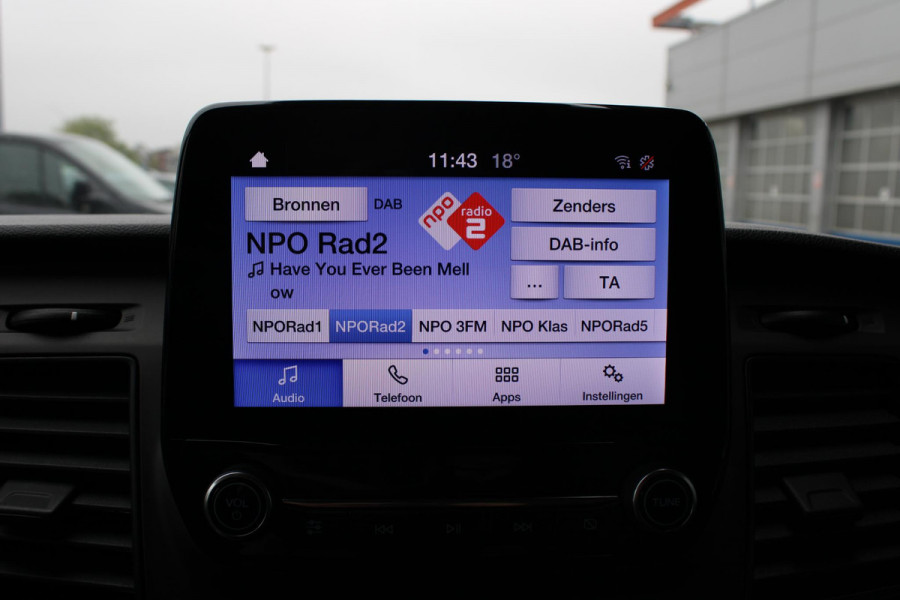 11:43 18°
Bronnen DAB
npo radio 2
Zenders
NPO Rad2
DAB-info
Have You Ever Been Mell
ow
... TA
NPORad1 NPORad2 NPO 3FM NPO Klas NPORad5
Audio Telefoon Apps Instellingen
VOL TUNE